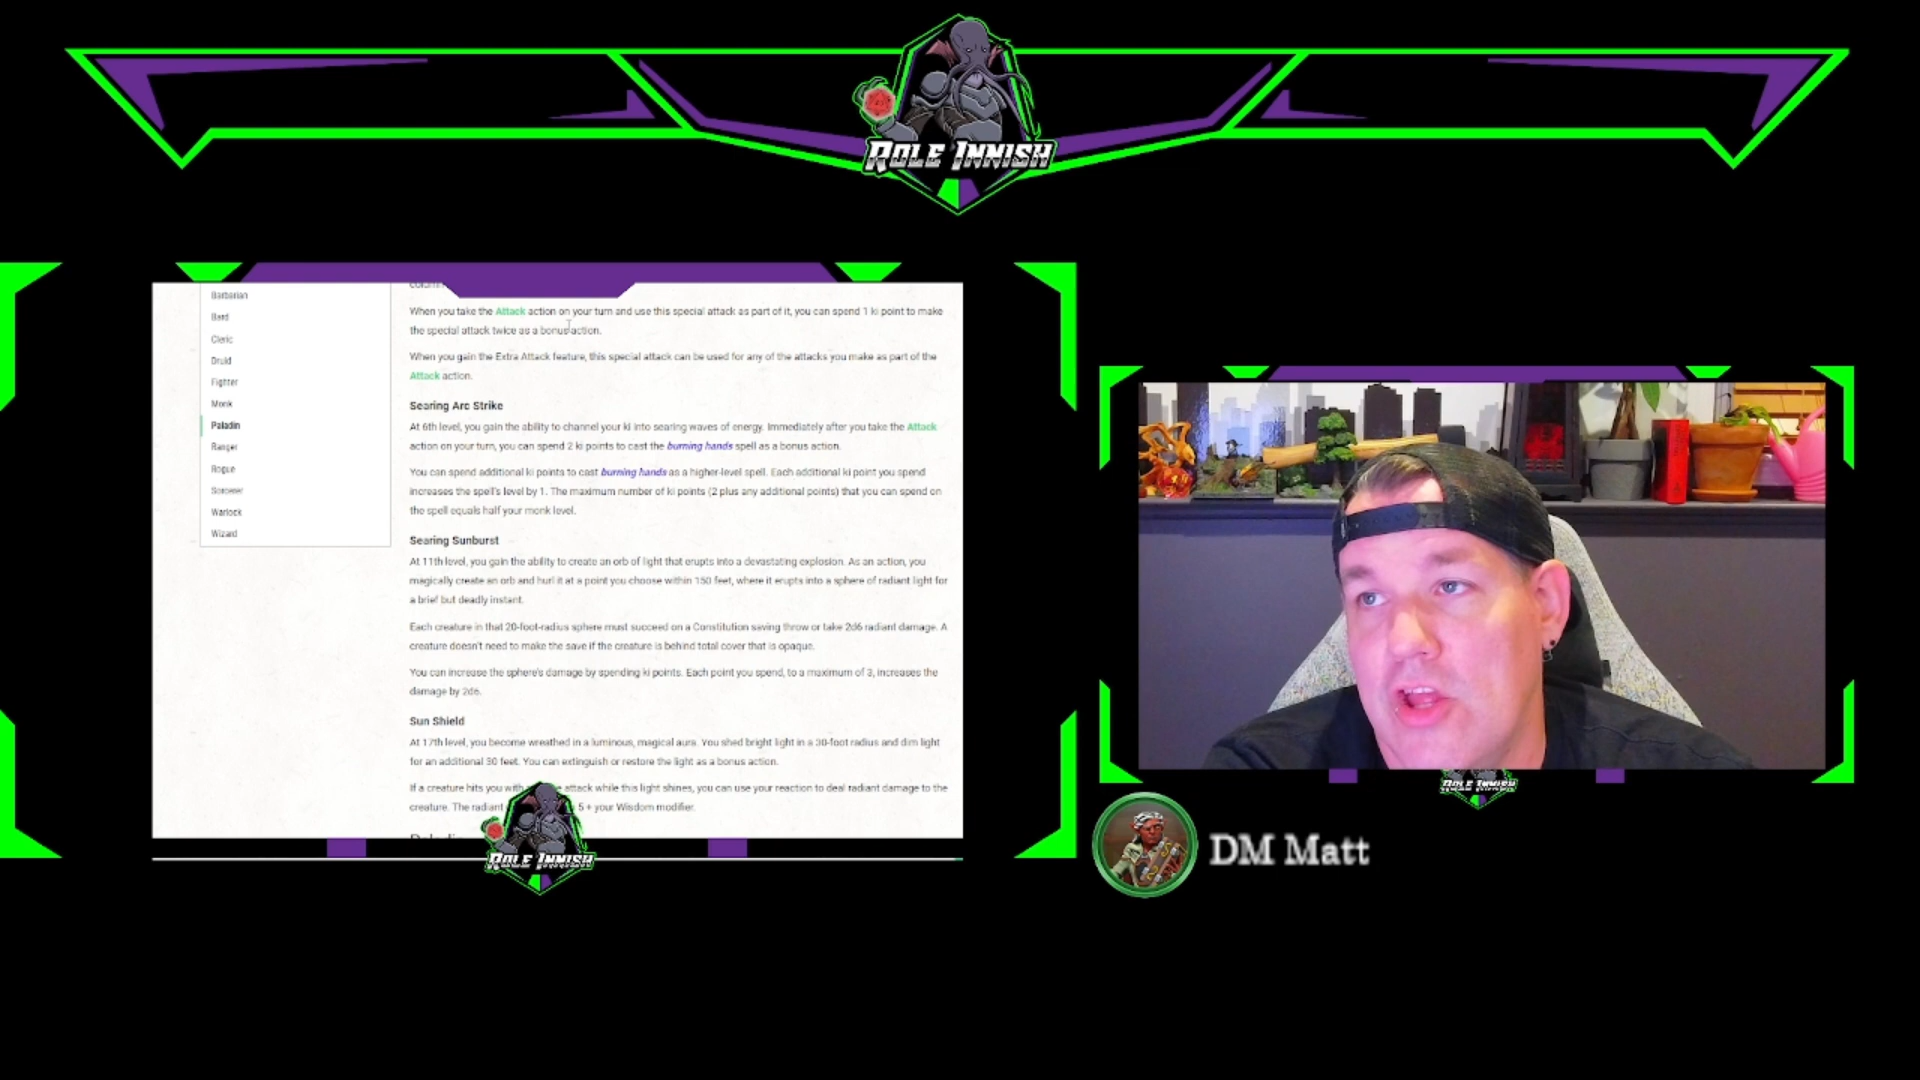 ROLE INNISH
Barbarian
Bard
Cleric
Druid
Fighter
Monk
Paladin
Ranger
Rogue
Sorcerer
Warlock
Wizard
When you take the Attack action on your turn and use this special attack as part of it, you can spend 1 ki point to make
the special attack twice as a bonus action.
When you gain the Extra Attack feature, this special attack can be used for any of the attacks you make as part of the
Attack action.
Searing Arc Strike
At 6th level, you gain the ability to channel your ki into searing waves of energy. Immediately after you take the Attack
action on your turn, you can spend 2 ki points to cast the burning hands spell as a bonus action.
You can spend additional ki points to cast burning hands as a higher-level spell. Each additional ki point you spend
increases the spell's level by 1. The maximum number of ki points (2 plus any additional points) that you can spend on
the spell equals half your monk level.
Searing Sunburst
At 11th level, you gain the ability to create an orb of light that erupts into a devastating explosion. As an action, you
magically create an orb and hurl it at a point you choose within 150 feet, where it erupts into a sphere of radiant light for
a brief but deadly instant.
Each creature in that 20-foot-radius sphere must succeed on a Constitution saving throw or take 2d6 radiant damage. A
creature doesn't need to make the save if the creature is behind total cover that is opaque.
You can increase the sphere's damage by spending ki points. Each point you spend, to a maximum of 3, increases the
damage by 2d6.
Sun Shield
At 17th level, you become wreathed in a luminous, magical aura. You shed bright light in a 30-foot radius and dim light
for an additional 30 feet. You can extinguish or restore the light as a bonus action.
If a creature hits you with attack while this light shines, you can use your reaction to deal radiant damage to the
creature. The radiant 5 + your Wisdom modifier.
ROLE INNISH
ROLE INNISH
DM Matt